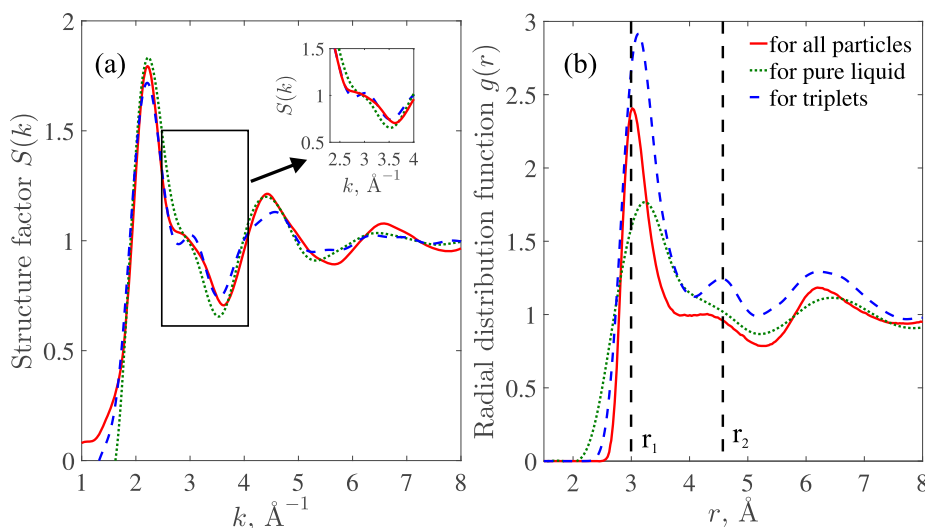 (a)
Structure factor S(k)
2
1.5
1
0.5
0
1 2 3 4 5 6 7 8
k, Å⁻¹
1.5
1
0.5
S(k)
2.5 3 3.5 4
k, Å⁻¹
(b)
Radial distribution function g(r)
3
2.5
2
1.5
1
0.5
0
2 3 4 5 6 7 8
r, Å
for all particles
for pure liquid
for triplets
r₁
r₂